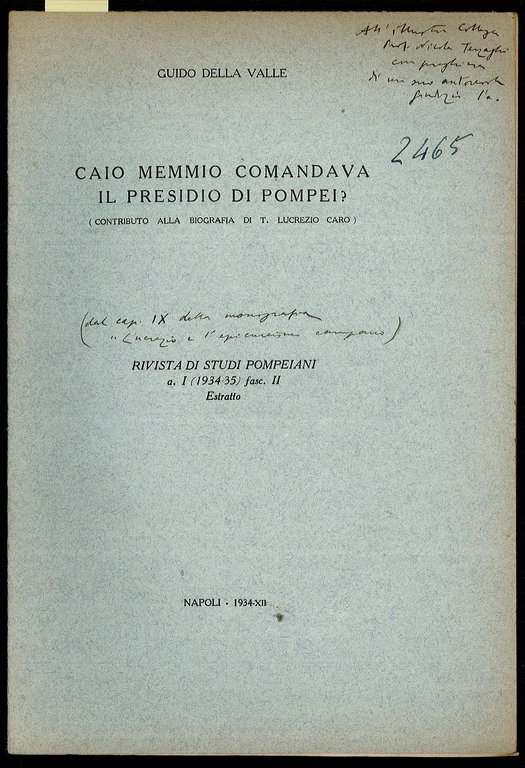 All'illustre Collega
Prof. Nicola Terzaghi
con preghiera
d'un suo autorevole
giudizio l'a.
GUIDO DELLA VALLE
2465
CAIO MEMMIO COMANDAVA
IL PRESIDIO DI POMPEI?
(CONTRIBUTO ALLA BIOGRAFIA DI T. LUCREZIO CARO)
(dal cap. IX della monografia
"Lucrezio e l'epicureismo campano)
RIVISTA DI STUDI POMPEIANI
a. I (1934-35) fasc. II
Estratto
NAPOLI - 1934-XII